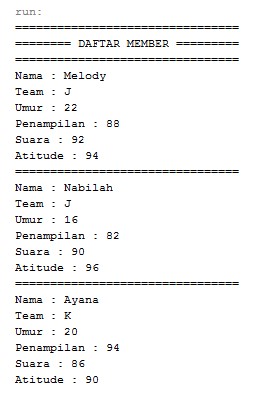 run:
================================
======== DAFTAR MEMBER =========
================================
Nama : Melody
Team : J
Umur : 22
Penampilan : 88
Suara : 92
Atitude : 94
================================
Nama : Nabilah
Team : J
Umur : 16
Penampilan : 82
Suara : 90
Atitude : 96
================================
Nama : Ayana
Team : K
Umur : 20
Penampilan : 94
Suara : 86
Atitude : 90